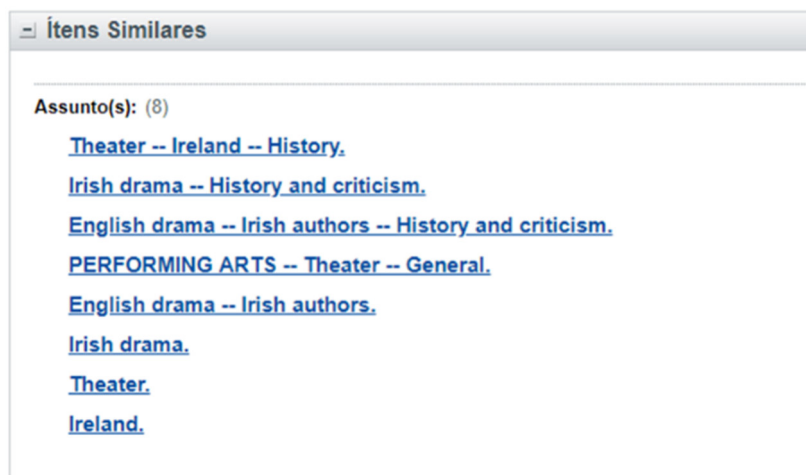 Ítens Similares
Assunto(s): (8)
Theater -- Ireland -- History.
Irish drama -- History and criticism.
English drama -- Irish authors -- History and criticism.
PERFORMING ARTS -- Theater -- General.
English drama -- Irish authors.
Irish drama.
Theater.
Ireland.